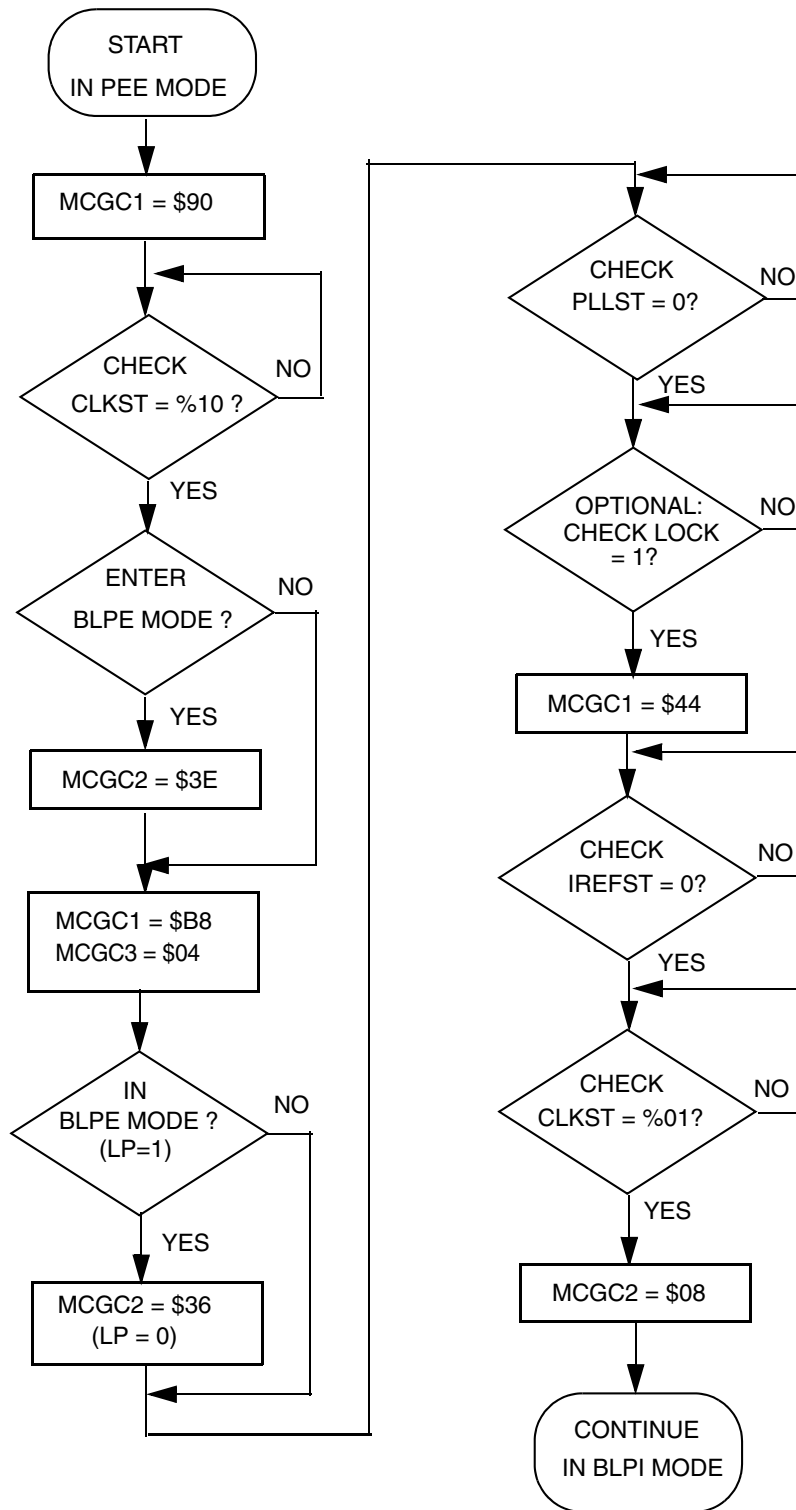 START
IN PEE MODE
MCGC1 = $90
CHECK
CLKST = %10 ?
NO
YES
ENTER
BLPE MODE ?
NO
YES
MCGC2 = $3E
MCGC1 = $B8
MCGC3 = $04
IN
BLPE MODE ?
(LP=1)
NO
YES
MCGC2 = $36
(LP = 0)
CHECK
PLLST = 0?
NO
YES
OPTIONAL:
CHECK LOCK
= 1?
NO
YES
MCGC1 = $44
CHECK
IREFST = 0?
NO
YES
CHECK
CLKST = %01?
NO
YES
MCGC2 = $08
CONTINUE
IN BLPI MODE